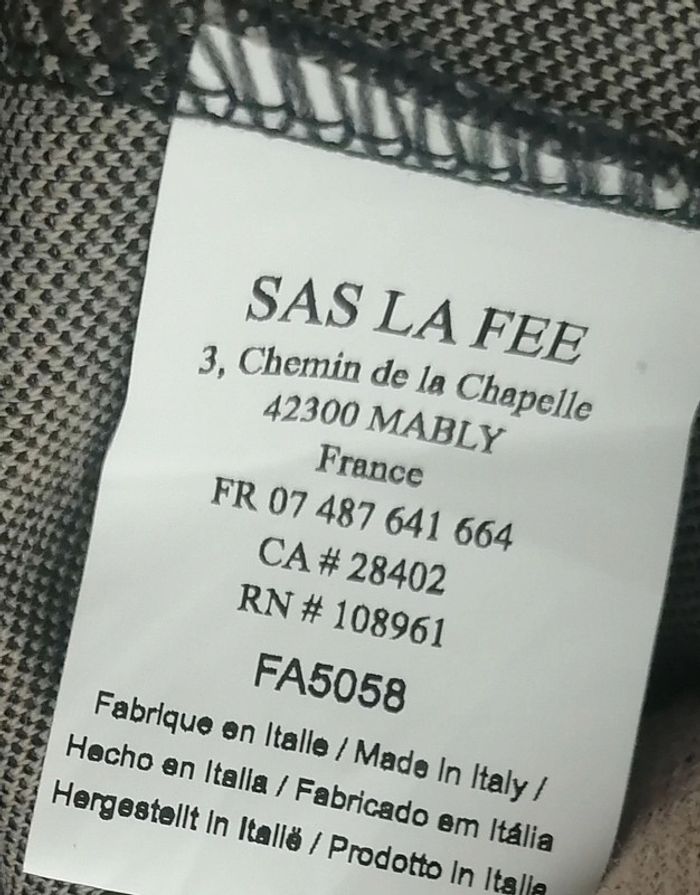 SAS LA FEE
3, Chemin de la Chapelle
42300 MABLY
France
FR 07 487 641 664
CA # 28402
RN # 108961
FA5058
Fabrique en Italie / Made in Italy /
Hecho en Italia / Fabricado em Itália
Hergestellt in Italië / Prodotto in Italia